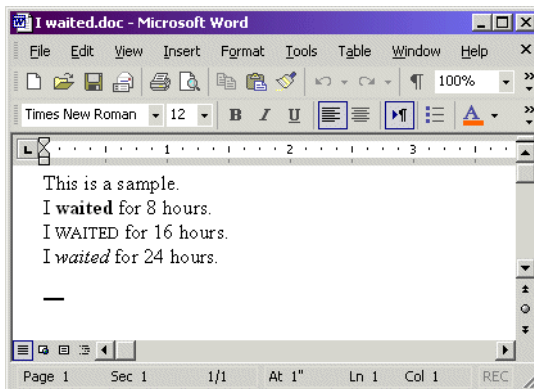 I waited.doc - Microsoft Word
File Edit View Insert Format Tools Table Window Help
100%
Times New Roman 12 B I U A
L 1 2 3
This is a sample.
I waited for 8 hours.
I WAITED for 16 hours.
I waited for 24 hours.
Page 1 Sec 1 1/1 At 1" Ln 1 Col 1 REC